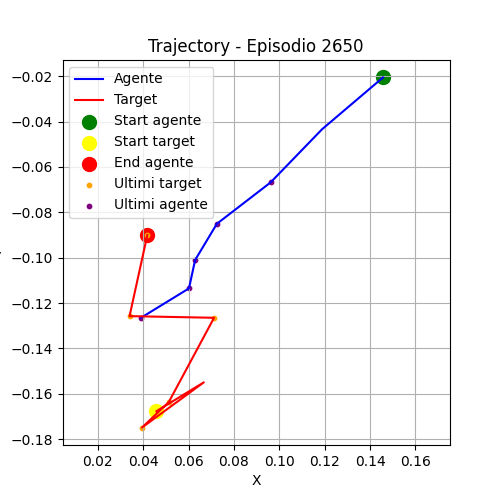 Trajectory - Episodio 2650
Agente
Target
Start agente
Start target
End agente
Ultimi target
Ultimi agente
−0.02
−0.04
−0.06
−0.08
−0.10
−0.12
−0.14
−0.16
−0.18
0.02 0.04 0.06 0.08 0.10 0.12 0.14 0.16
X